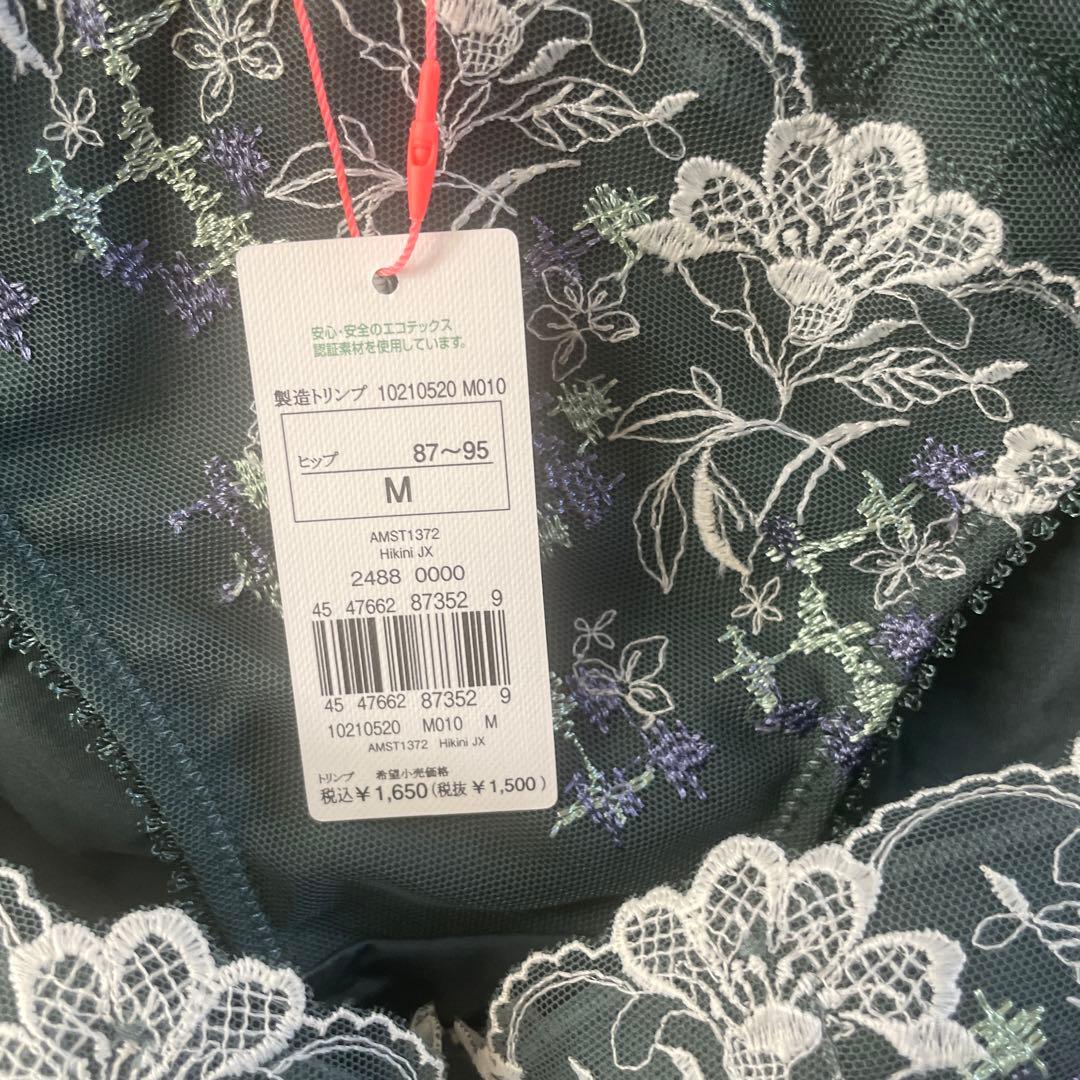 安心・安全のエコテックス
認証素材を使用しています。
製造トリンプ 10210520 M010
ヒップ 87〜95
M
AMST1372
Hikini JX
2488 0000
45 47662 87352 9
45 47662 87352 9
10210520 M010 M
AMST1372 Hikini JX
トリンプ 希望小売価格
税込¥1,650(税抜¥1,500)